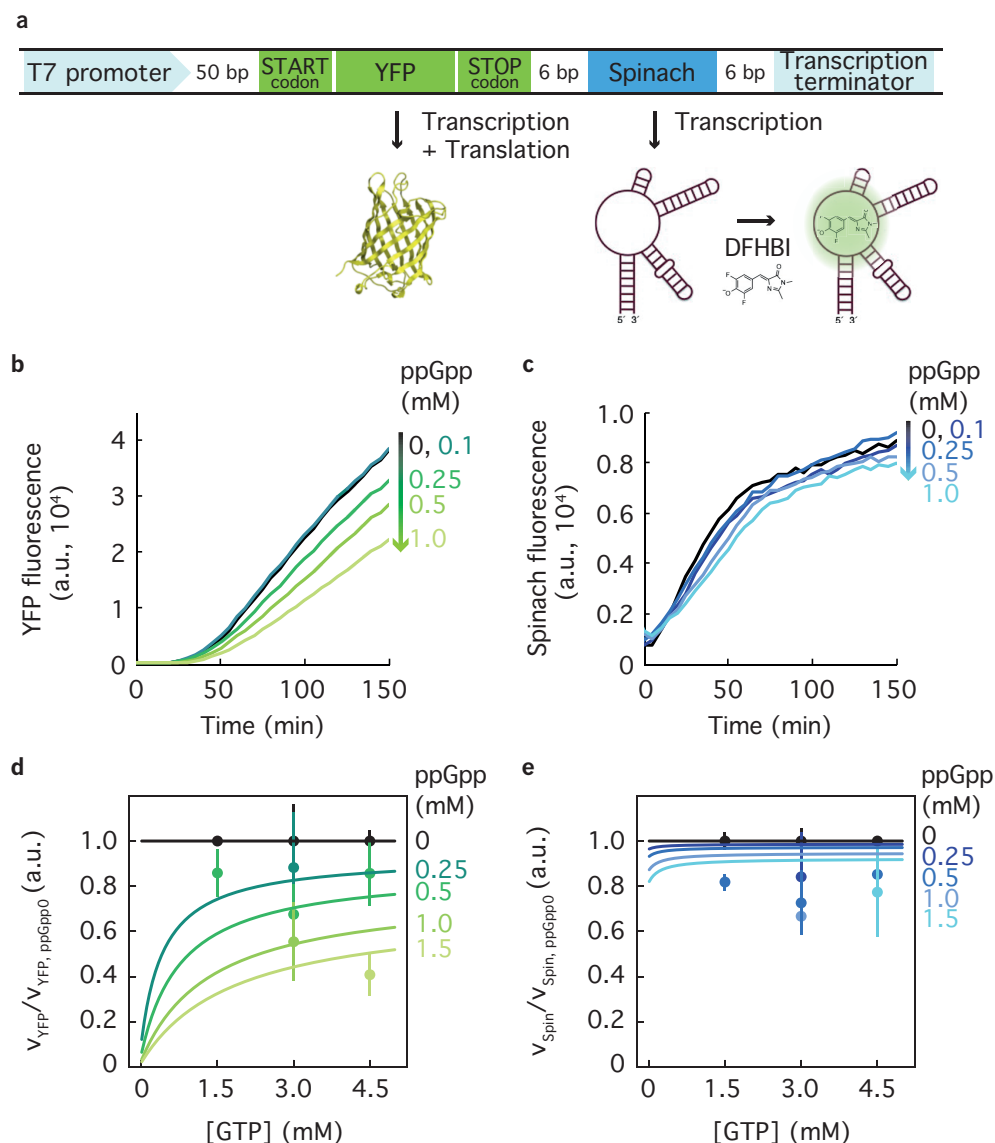 a
T7 promoter
50 bp
START
codon
YFP
STOP
codon
6 bp
Spinach
6 bp
Transcription
terminator
Transcription
+ Translation
Transcription
DFHBI
F
⁻O
F
O
N
N
5′ 3′
⁻O
F
N
N
5′ 3′
b
YFP fluorescence
(a.u., 10⁴)
4
3
2
1
0
0
50
100
150
Time (min)
ppGpp
(mM)
0, 0.1
0.25
0.5
1.0
c
Spinach fluorescence
(a.u., 10⁴)
1.0
0.8
0.6
0.4
0.2
0
0
50
100
150
Time (min)
ppGpp
(mM)
0, 0.1
0.25
0.5
1.0
d
v_YFP/v_YFP, ppGpp0 (a.u.)
1.0
0.8
0.6
0.4
0.2
0
0
1.5
3.0
4.5
[GTP] (mM)
ppGpp
(mM)
0
0.25
0.5
1.0
1.5
e
v_Spin/v_Spin, ppGpp0 (a.u.)
1.0
0.8
0.6
0.4
0.2
0
0
1.5
3.0
4.5
[GTP] (mM)
ppGpp
(mM)
0
0.25
0.5
1.0
1.5